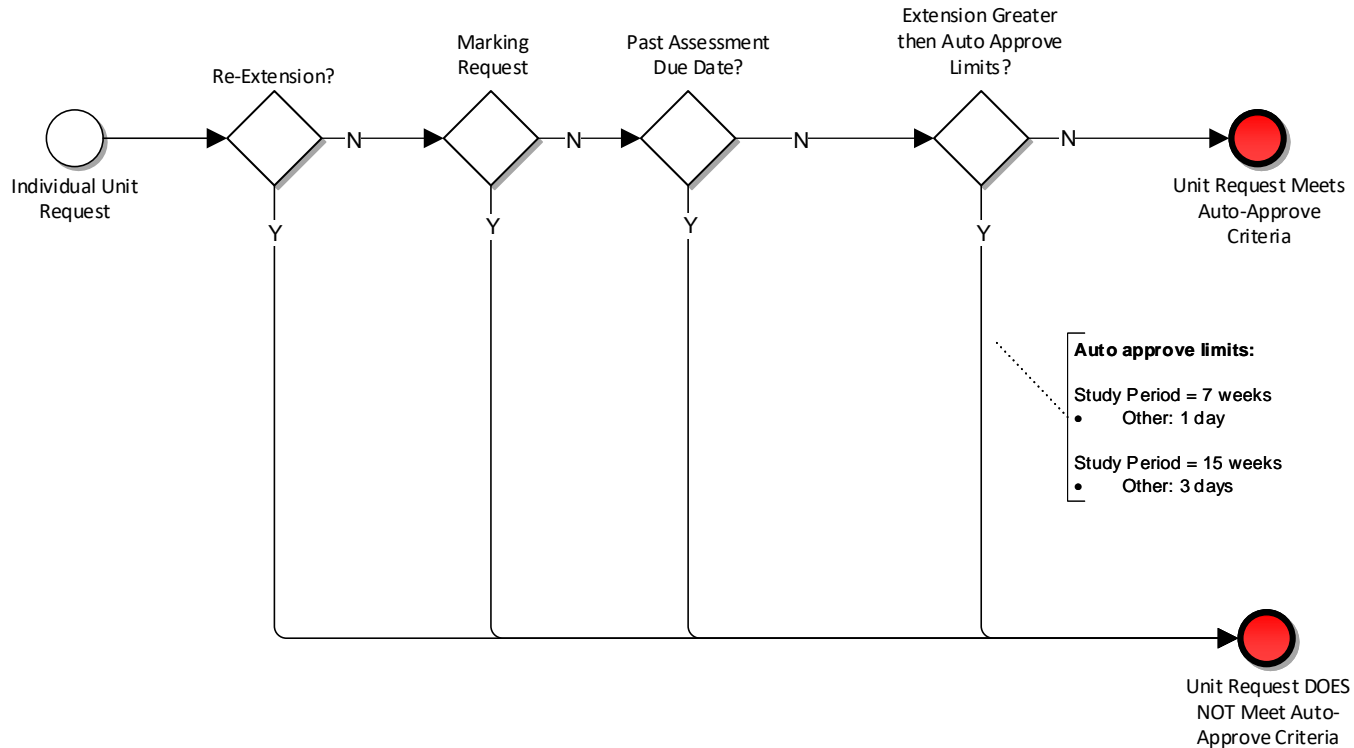 Re-Extension?
Marking
Request
Past Assessment
Due Date?
Extension Greater
then Auto Approve
Limits?
N
N
N
N
Individual Unit
Request
Unit Request Meets
Auto-Approve
Criteria
Y
Y
Y
Y
Auto approve limits:
Study Period = 7 weeks
• Other: 1 day
Study Period = 15 weeks
• Other: 3 days
Unit Request DOES
NOT Meet Auto-
Approve Criteria